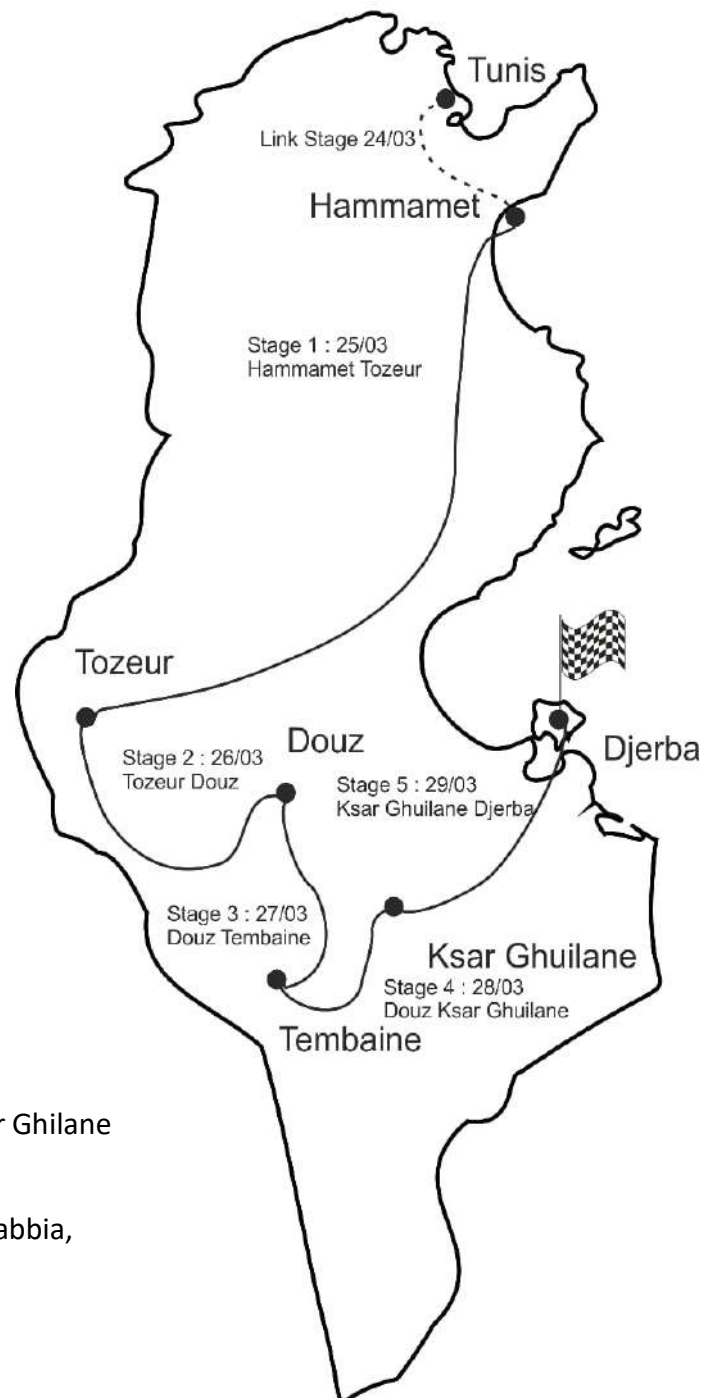 Tunis
Link Stage 24/03
Hammamet
Stage 1 : 25/03
Hammamet Tozeur
Tozeur
Douz
Djerba
Stage 2 : 26/03
Tozeur Douz
Stage 5 : 29/03
Ksar Ghuilane Djerba
Stage 3 : 27/03
Douz Tembaine
Ksar Ghuilane
Stage 4 : 28/03
Douz Ksar Ghuilane
Tembaine
r Ghilane
abbia,